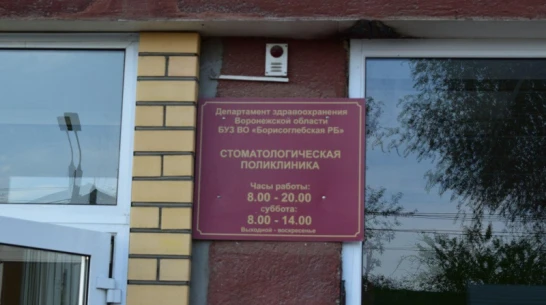 Департамент здравоохранения
Воронежской области
БУЗ ВО «Борисоглебская РБ»
СТОМАТОЛОГИЧЕСКАЯ
ПОЛИКЛИНИКА
Часы работы:
8.00 - 20.00
суббота:
8.00 - 14.00
Выходной - воскресенье